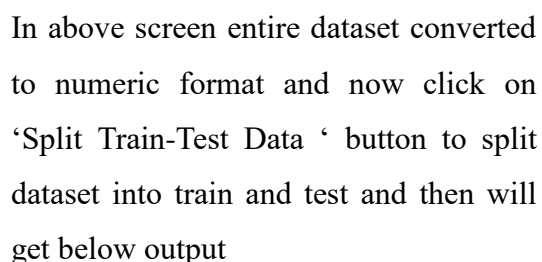 In above screen entire dataset converted
to numeric format and now click on
‘Split Train-Test Data ‘ button to split
dataset into train and test and then will
get below output